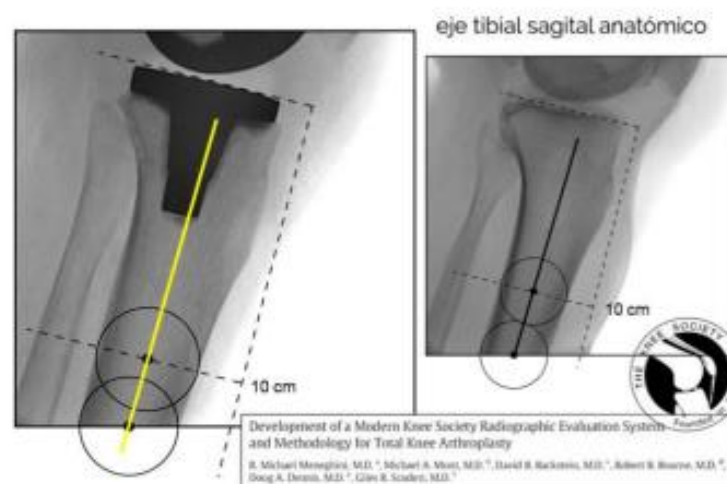 eje tibial sagital anatómico
10 cm
10 cm
THE KNEE SOCIETY
Development of a Modern Knee Society Radiographic Evaluation System
and Methodology for Total Knee Arthroplasty
R. Michael Meneghini, M.D. Michael A. Mont, M.D. David B. Backstein, M.D. Robert B. Bourne, M.D.
Doug A. Dennis, M.D. Giles R. Scuderi, M.D.